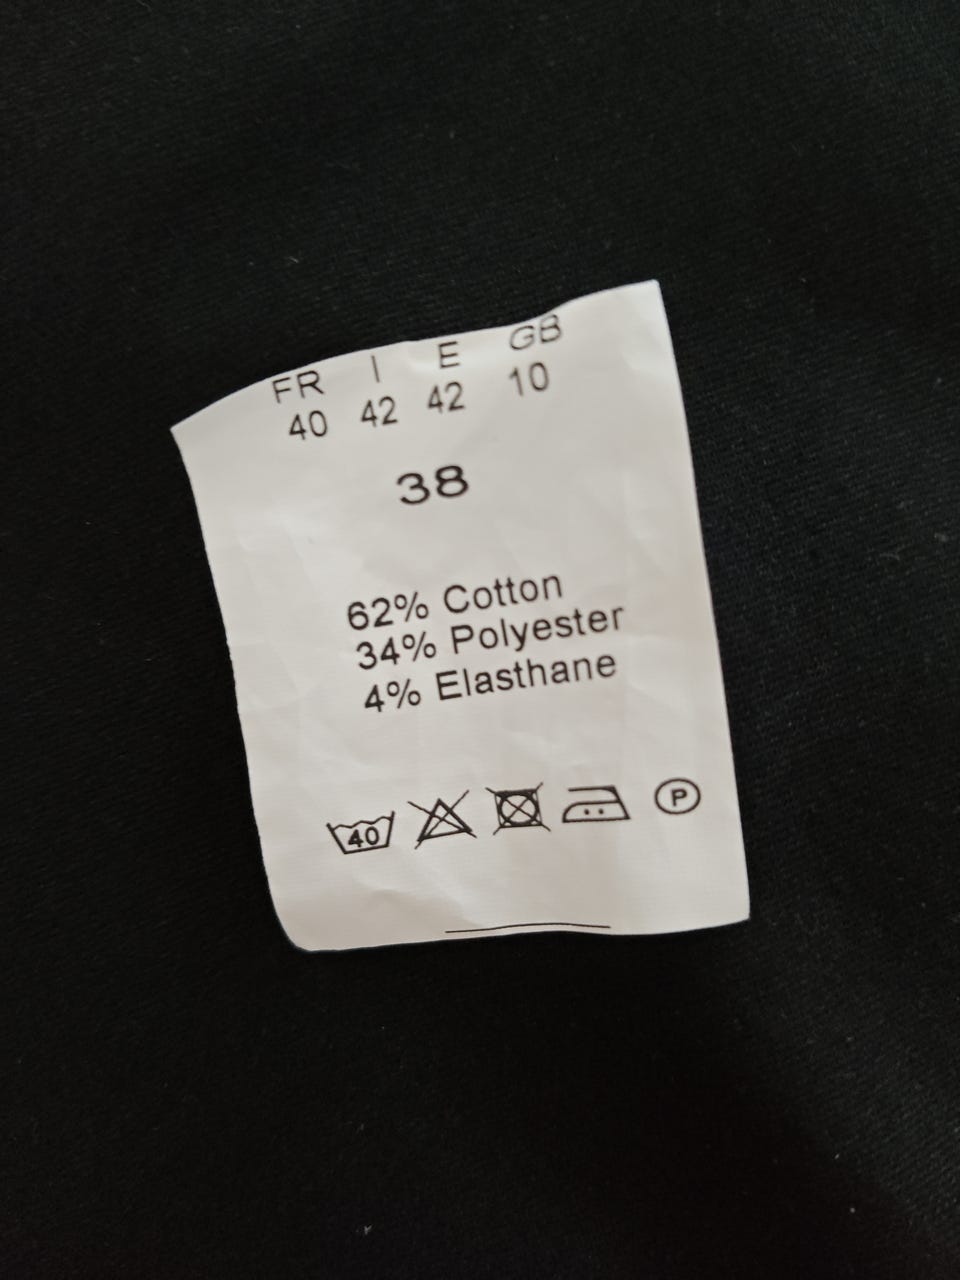 FR I E GB
40 42 42 10
38
62% Cotton
34% Polyester
4% Elasthane
40 P